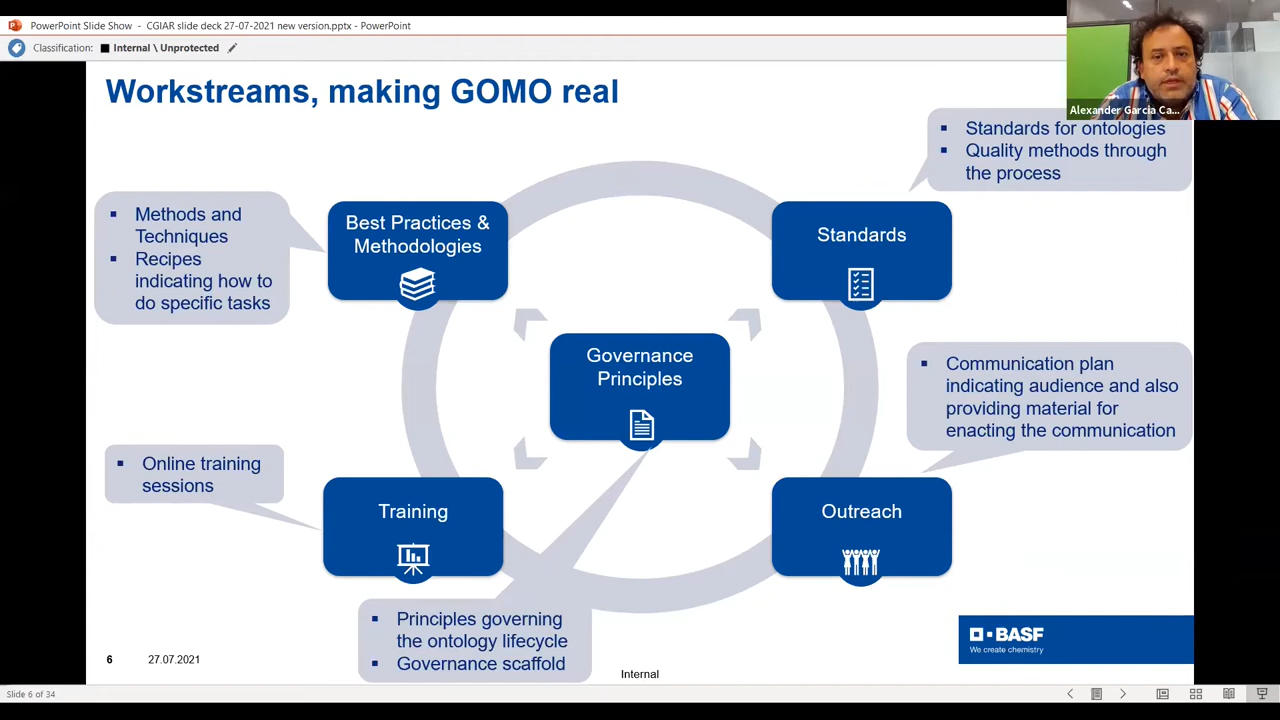 PowerPoint Slide Show - CGIAR slide deck 27-07-2021 new version.pptx - PowerPoint
Classification: Internal \ Unprotected
Alexander Garcia Ca...
Workstreams, making GOMO real
Standards for ontologies
Quality methods through
the process
Methods and
Techniques
Recipes
indicating how to
do specific tasks
Best Practices &
Methodologies
Standards
Governance
Principles
Communication plan
indicating audience and also
providing material for
enacting the communication
Online training
sessions
Training
Outreach
Principles governing
the ontology lifecycle
Governance scaffold
BASF
We create chemistry
6 27.07.2021
Internal
Slide 6 of 34